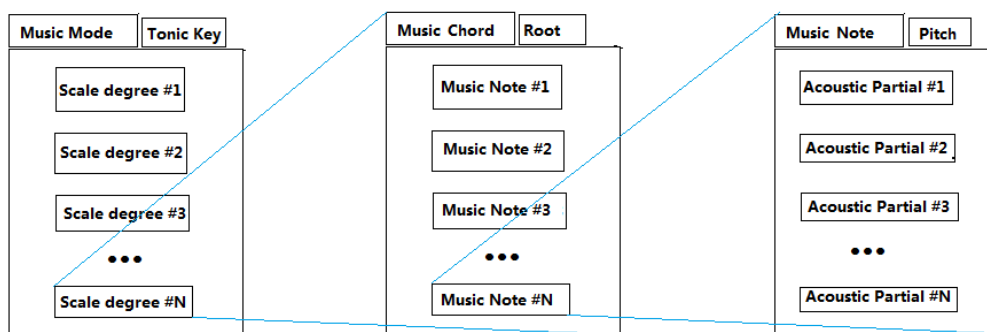 Music Mode
Tonic Key
Scale degree #1
Scale degree #2
Scale degree #3
•••
Scale degree #N
Music Chord
Root
Music Note #1
Music Note #2
Music Note #3
•••
Music Note #N
Music Note
Pitch
Acoustic Partial #1
Acoustic Partial #2
Acoustic Partial #3
•••
Acoustic Partial #N